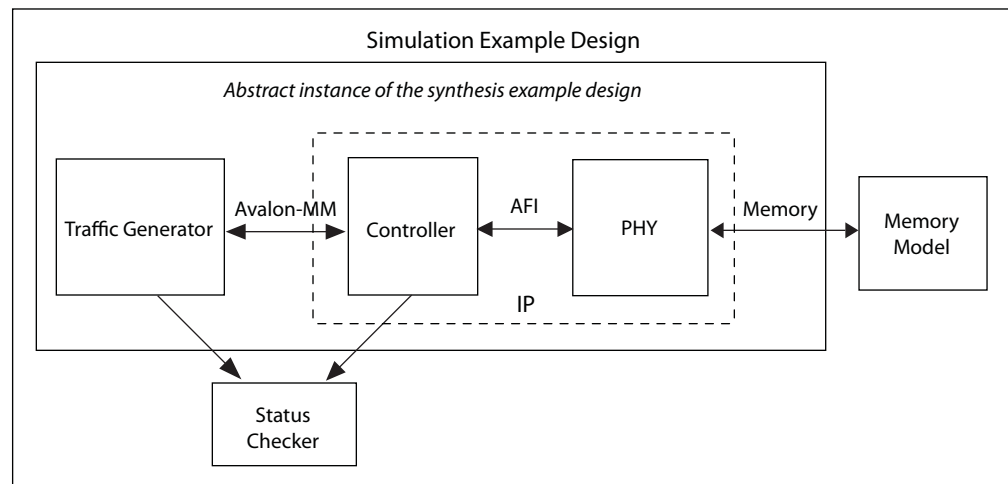 Simulation Example Design
Abstract instance of the synthesis example design
Traffic Generator
Avalon-MM
Controller
AFI
PHY
Memory
Memory
Model
IP
Status
Checker